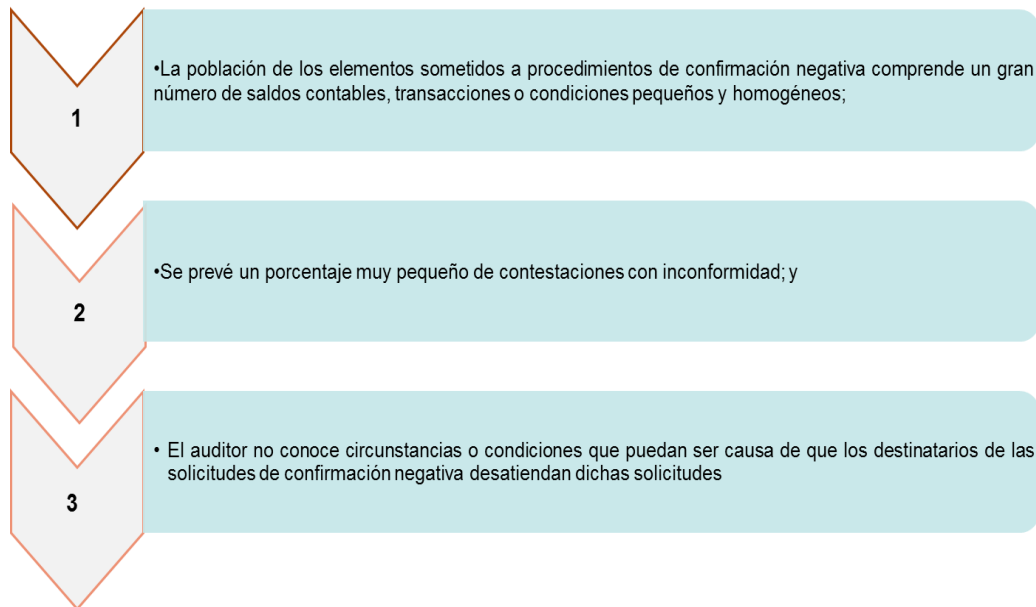 1
•La población de los elementos sometidos a procedimientos de confirmación negativa comprende un gran
número de saldos contables, transacciones o condiciones pequeños y homogéneos;
2
•Se prevé un porcentaje muy pequeño de contestaciones con inconformidad; y
3
• El auditor no conoce circunstancias o condiciones que puedan ser causa de que los destinatarios de las
solicitudes de confirmación negativa desatiendan dichas solicitudes